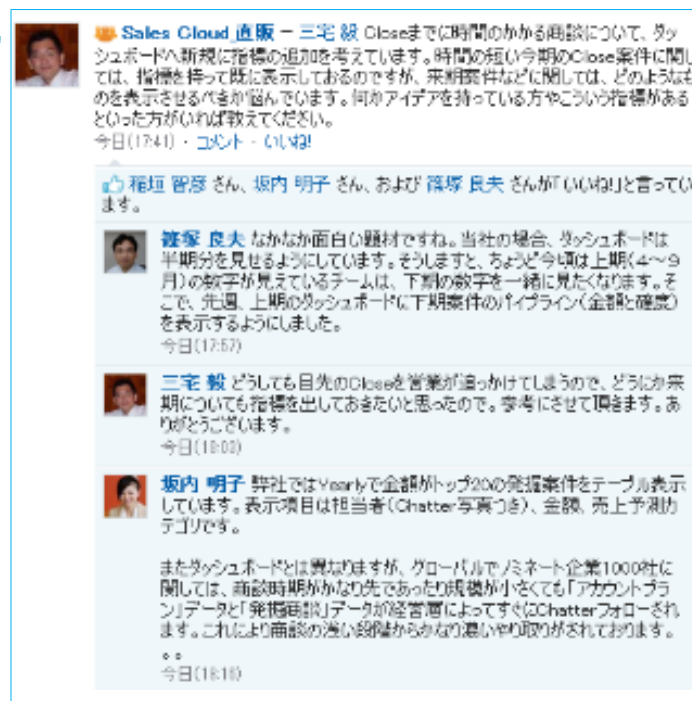 Sales Cloud 直販 - 三宅 毅 Closeまでに時間のかかる商談について、ダッ
シュボードへ新規に指標の追加を考えています。時間の短い今期のClose案件に関し
ては、指標を持って既に表示しておるのですが、来期案件などに関しては、どのようなも
のを表示させるべきか悩んでいます。何かアイデアを持っている方やこういう指標がある
といった方がいれば教えてください。
今日(17:41) · コメント · いいね!
稲垣 智彦 さん、坂内 明子 さん、および 篠塚 良夫 さんが「いいね!」と言ってい
ます。
篠塚 良夫 なかなか面白い題材ですね。当社の場合、ダッシュボードは
半期分を見せるようにしています。そうしますと、ちょうど今頃は上期(4～9
月)の数字が見えているチームは、下期の数字を一緒に見たくなります。そ
こで、先週、上期のダッシュボードに下期案件のパイプライン(金額と確度)
を表示するようにしました。
今日(17:57)
三宅 毅 どうしても目先のCloseを営業が追っかけてしまうので、どうにか来
期についても指標を出しておきたいと思ったので。参考にさせて頂きます。あ
りがとうございます。
今日(18:03)
坂内 明子 弊社ではYearlyで金額がトップ20の発掘案件をテーブル表示
しています。表示項目は担当者(Chatter写真つき)、金額、売上予測カ
テゴリです。
またダッシュボードとは異なりますが、グローバルでノミネート企業1000社に
関しては、商談時期がかなり先であったり規模が小さくても「アカウントプラ
ン」データと「発掘商談」データが経営層によってすぐにChatterフォローされ
ます。これにより商談の浅い段階からかなり濃いやり取りがされております。
。。
今日(18:16)